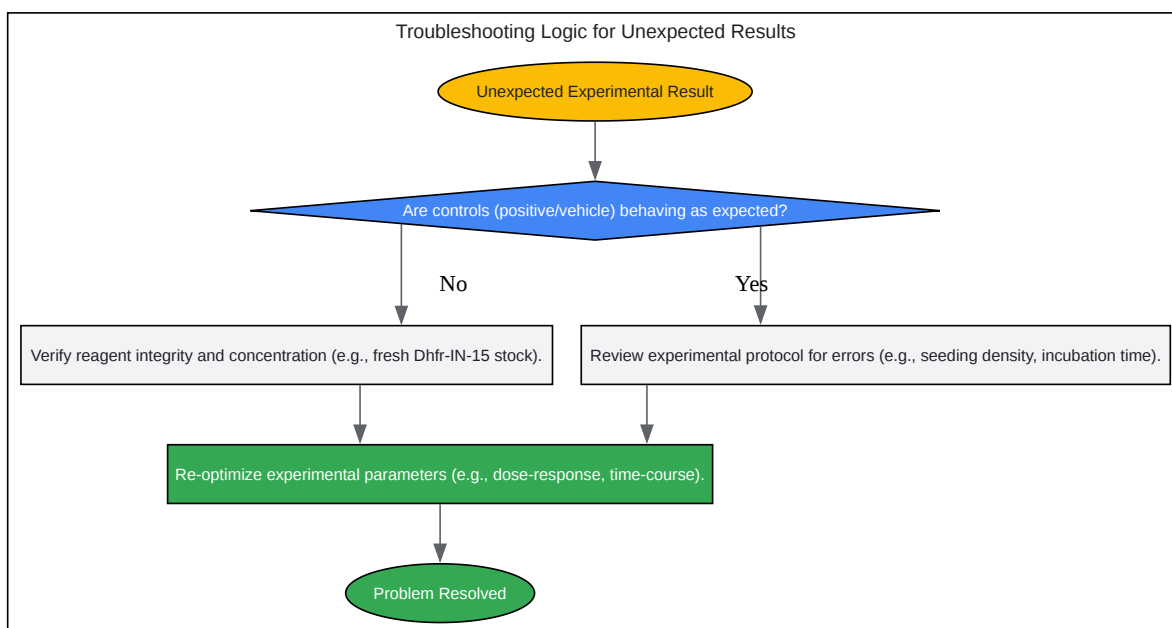 Troubleshooting Logic for Unexpected Results
Unexpected Experimental Result
Are controls (positive/vehicle) behaving as expected?
No
Yes
Verify reagent integrity and concentration (e.g., fresh Dhfr-IN-15 stock).
Review experimental protocol for errors (e.g., seeding density, incubation time).
Re-optimize experimental parameters (e.g., dose-response, time-course).
Problem Resolved